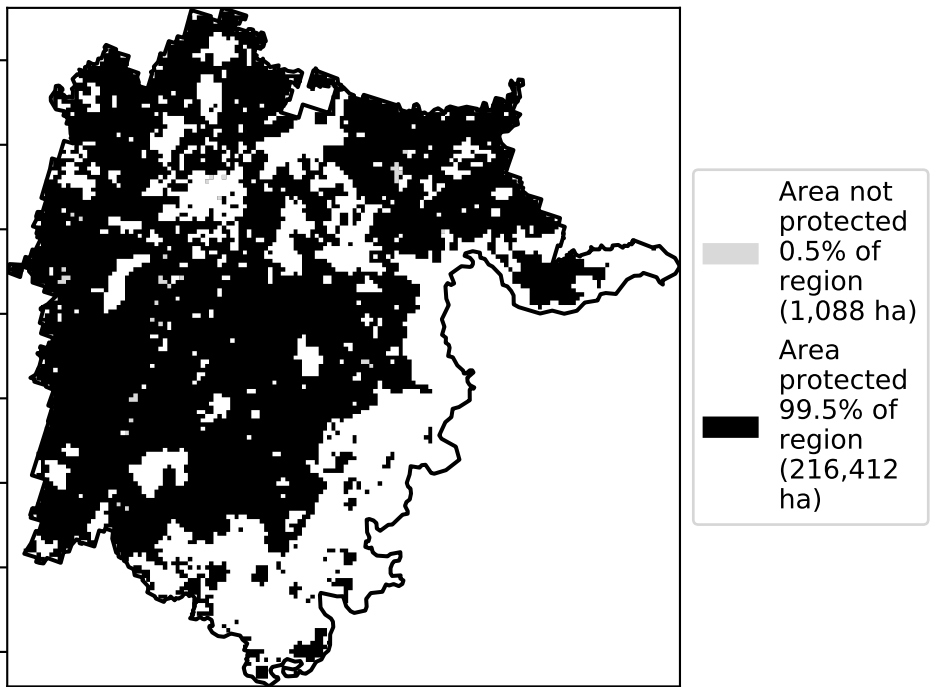 Area not
protected
0.5% of
region
(1,088 ha)
Area
protected
99.5% of
region
(216,412
ha)